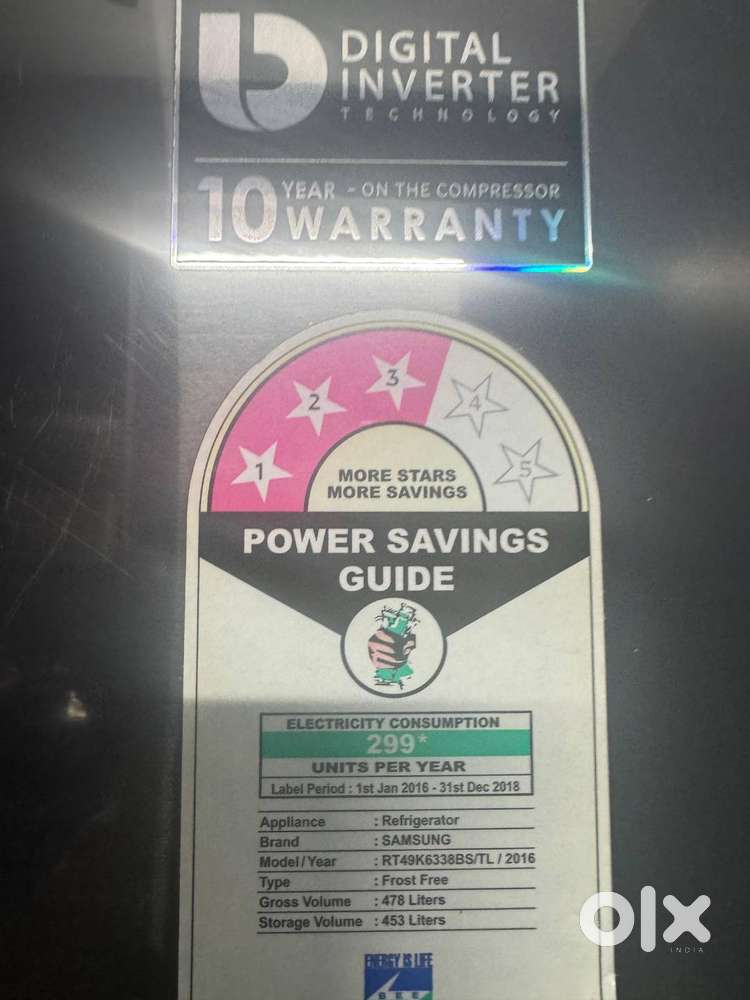 DIGITAL
INVERTER
TECHNOLOGY
10 YEAR - ON THE COMPRESSOR
WARRANTY
1 2 3 4 5
MORE STARS
MORE SAVINGS
POWER SAVINGS
GUIDE
ELECTRICITY CONSUMPTION
299*
UNITS PER YEAR
Label Period : 1st Jan 2016 - 31st Dec 2018
Appliance : Refrigerator
Brand : SAMSUNG
Model/Year : RT49K6338BS/TL / 2016
Type : Frost Free
Gross Volume : 478 Liters
Storage Volume : 453 Liters
olx
INDIA
ENERGY IS LIFE
BEE